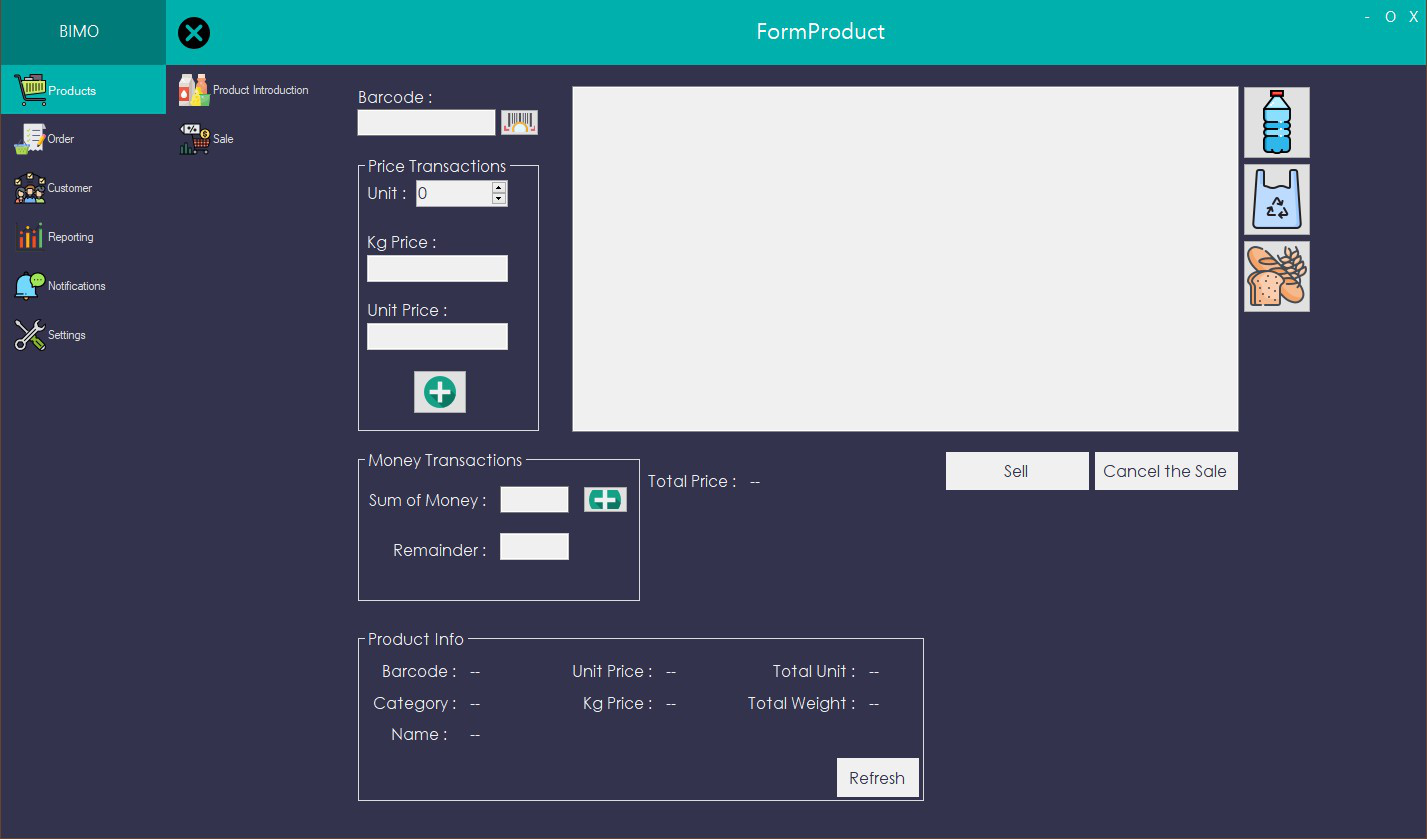 BIMO
FormProduct
- O X
Products
Order
Customer
Reporting
Notifications
Settings
Product Introduction
Sale
Barcode :
Price Transactions
Unit : 0
Kg Price :
Unit Price :
Money Transactions
Sum of Money :
Remainder :
Total Price : --
Sell
Cancel the Sale
Product Info
Barcode : -- Unit Price : -- Total Unit : --
Category : -- Kg Price : -- Total Weight : --
Name : --
Refresh